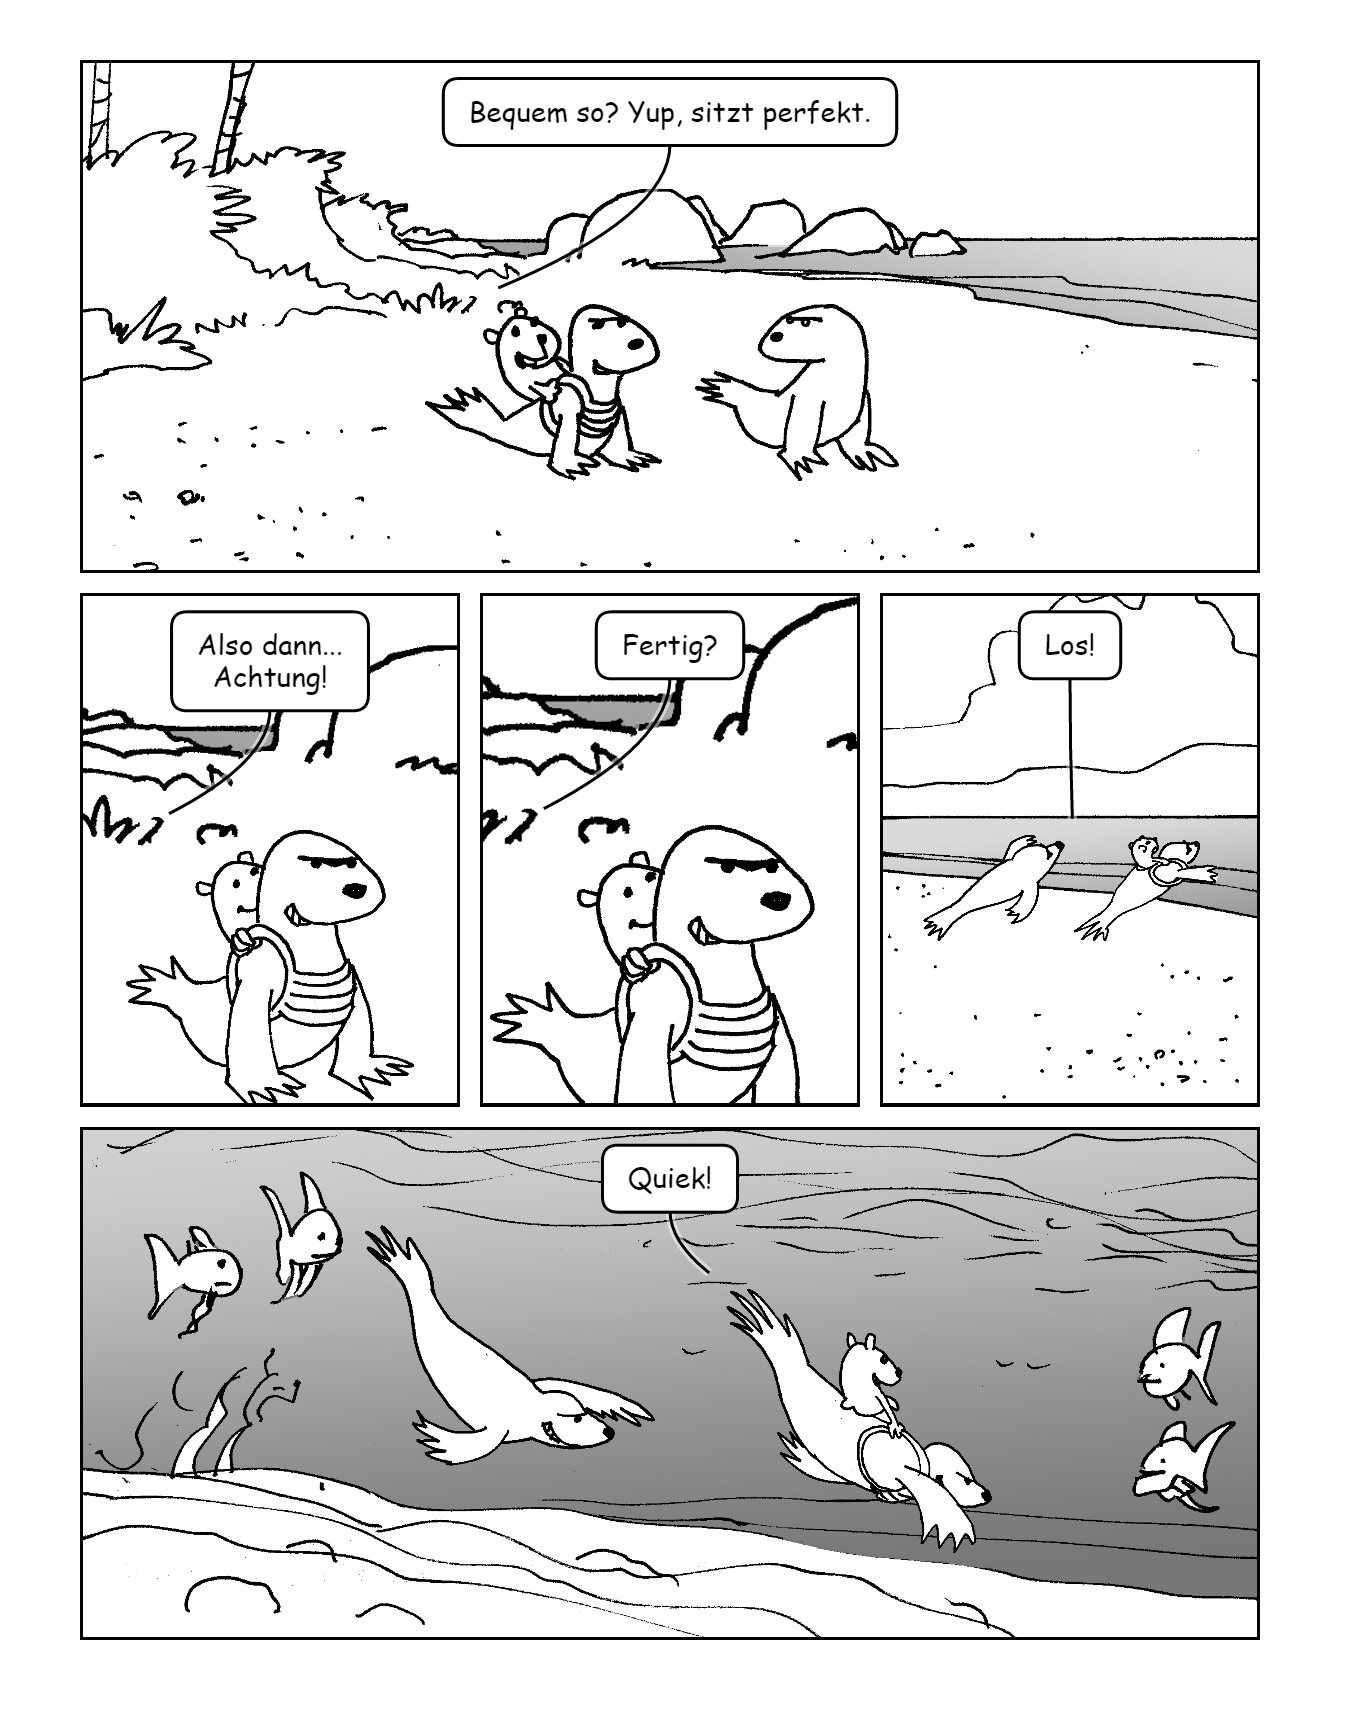 Bequem so? Yup, sitzt perfekt.
Also dann...
Achtung!
Fertig?
Los!
Quiek!